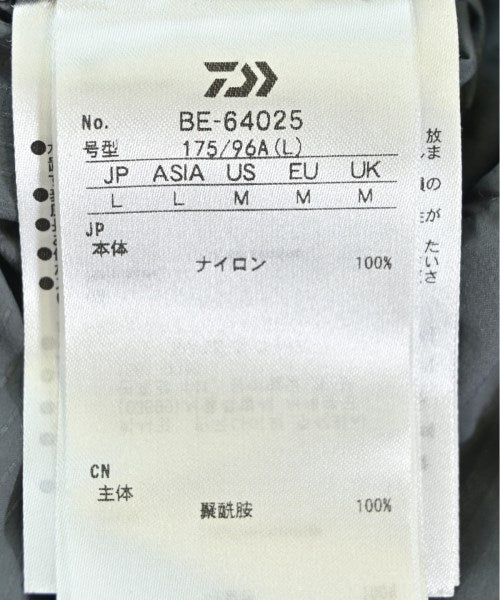 No. BE-64025
号型 175/96A(L)
JP ASIA US EU UK
L L M M M
JP
本体
ナイロン 100%
CN
主体
聚酰胺 100%
放
ま
の
が
たいさ